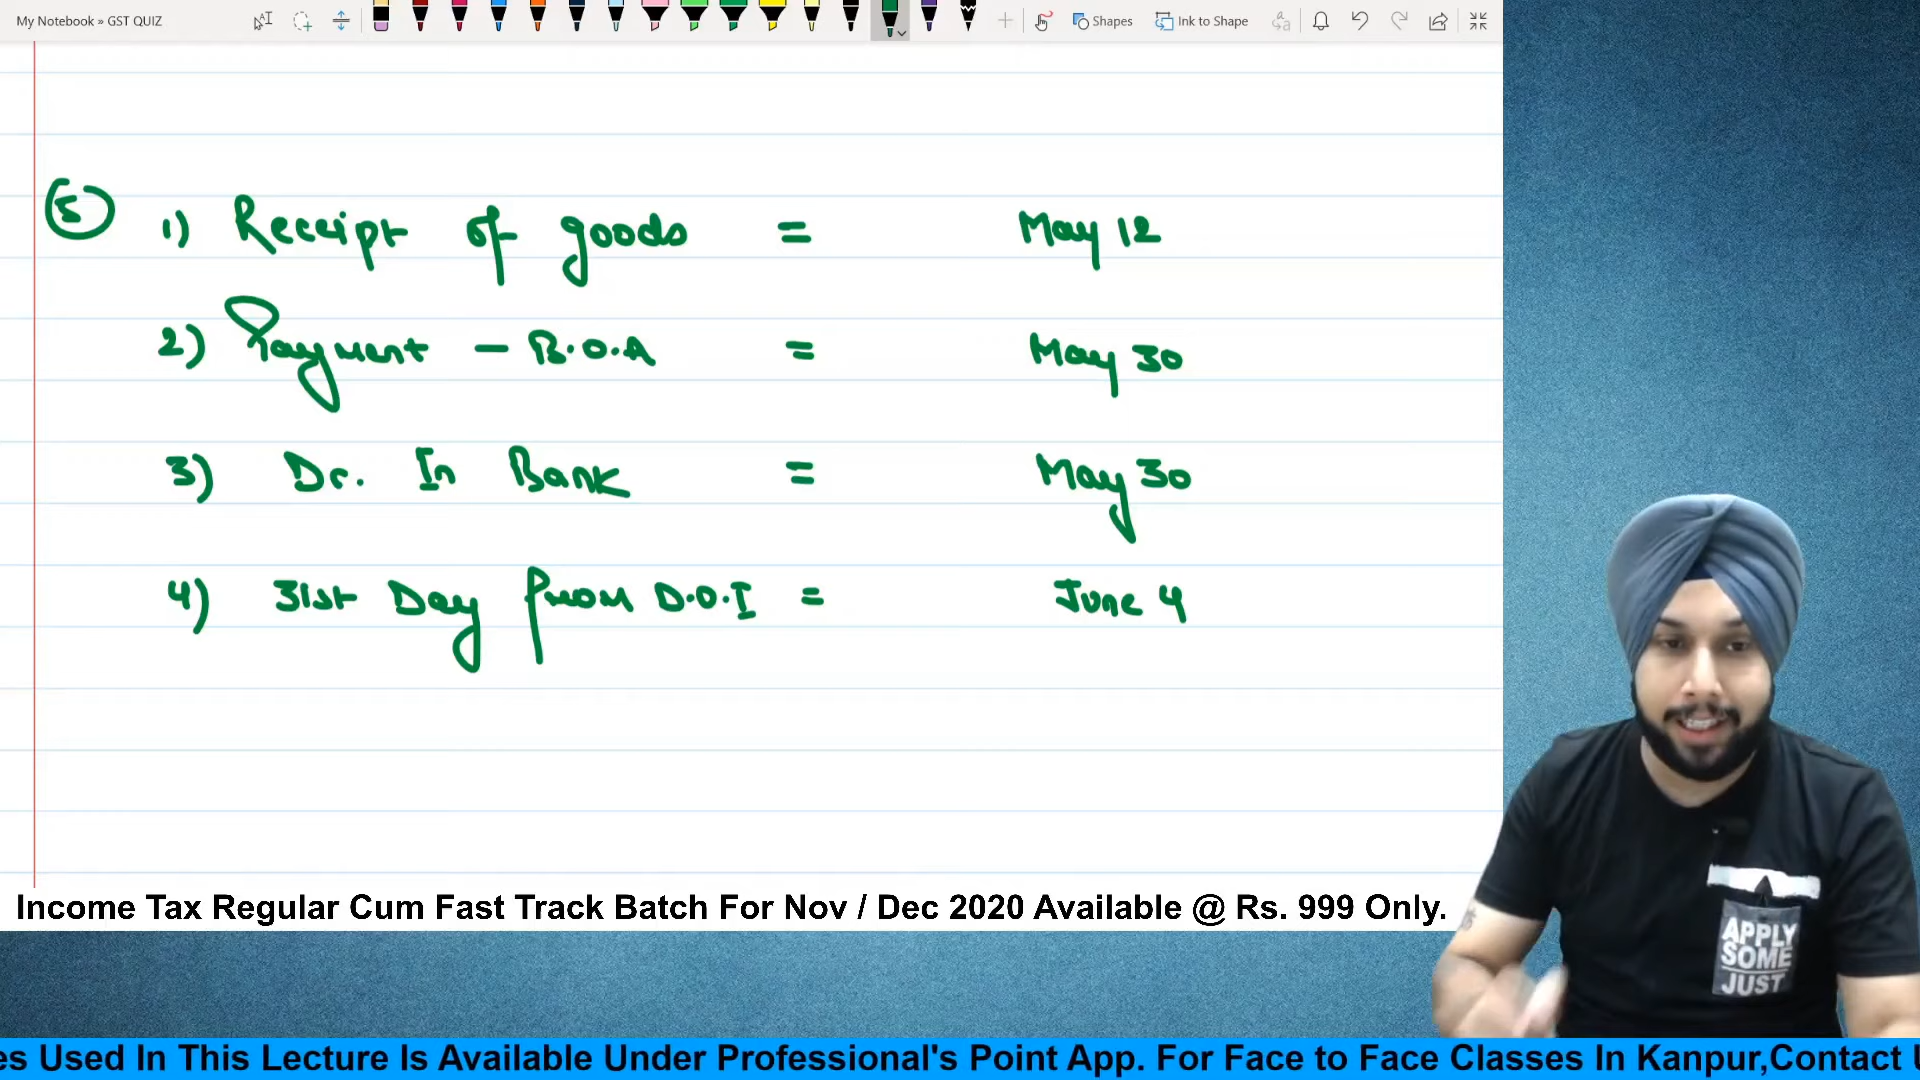 My Notebook » GST QUIZ
Shapes
Ink to Shape
5
1) Receipt of goods = May 12
2) Payment - B.O.A = May 30
3) Dr. In Bank = May 30
4) 31st Day from D.O.I = June 4
APPLY
SOME
JUST
Income Tax Regular Cum Fast Track Batch For Nov / Dec 2020 Available @ Rs. 999 Only.
es Used In This Lecture Is Available Under Professional's Point App. For Face to Face Classes In Kanpur,Contact